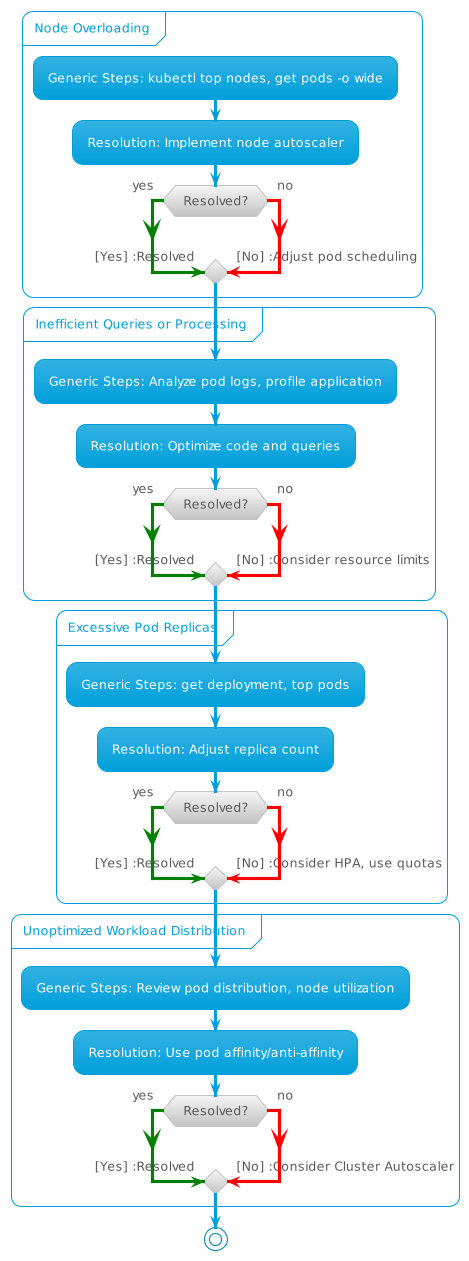 Node Overloading
Generic Steps: kubectl top nodes, get pods -o wide
Resolution: Implement node autoscaler
yes
Resolved?
no
[Yes] :Resolved
[No] :Adjust pod scheduling
Inefficient Queries or Processing
Generic Steps: Analyze pod logs, profile application
Resolution: Optimize code and queries
yes
Resolved?
no
[Yes] :Resolved
[No] :Consider resource limits
Excessive Pod Replicas
Generic Steps: get deployment, top pods
Resolution: Adjust replica count
yes
Resolved?
no
[Yes] :Resolved
[No] :Consider HPA, use quotas
Unoptimized Workload Distribution
Generic Steps: Review pod distribution, node utilization
Resolution: Use pod affinity/anti-affinity
yes
Resolved?
no
[Yes] :Resolved
[No] :Consider Cluster Autoscaler